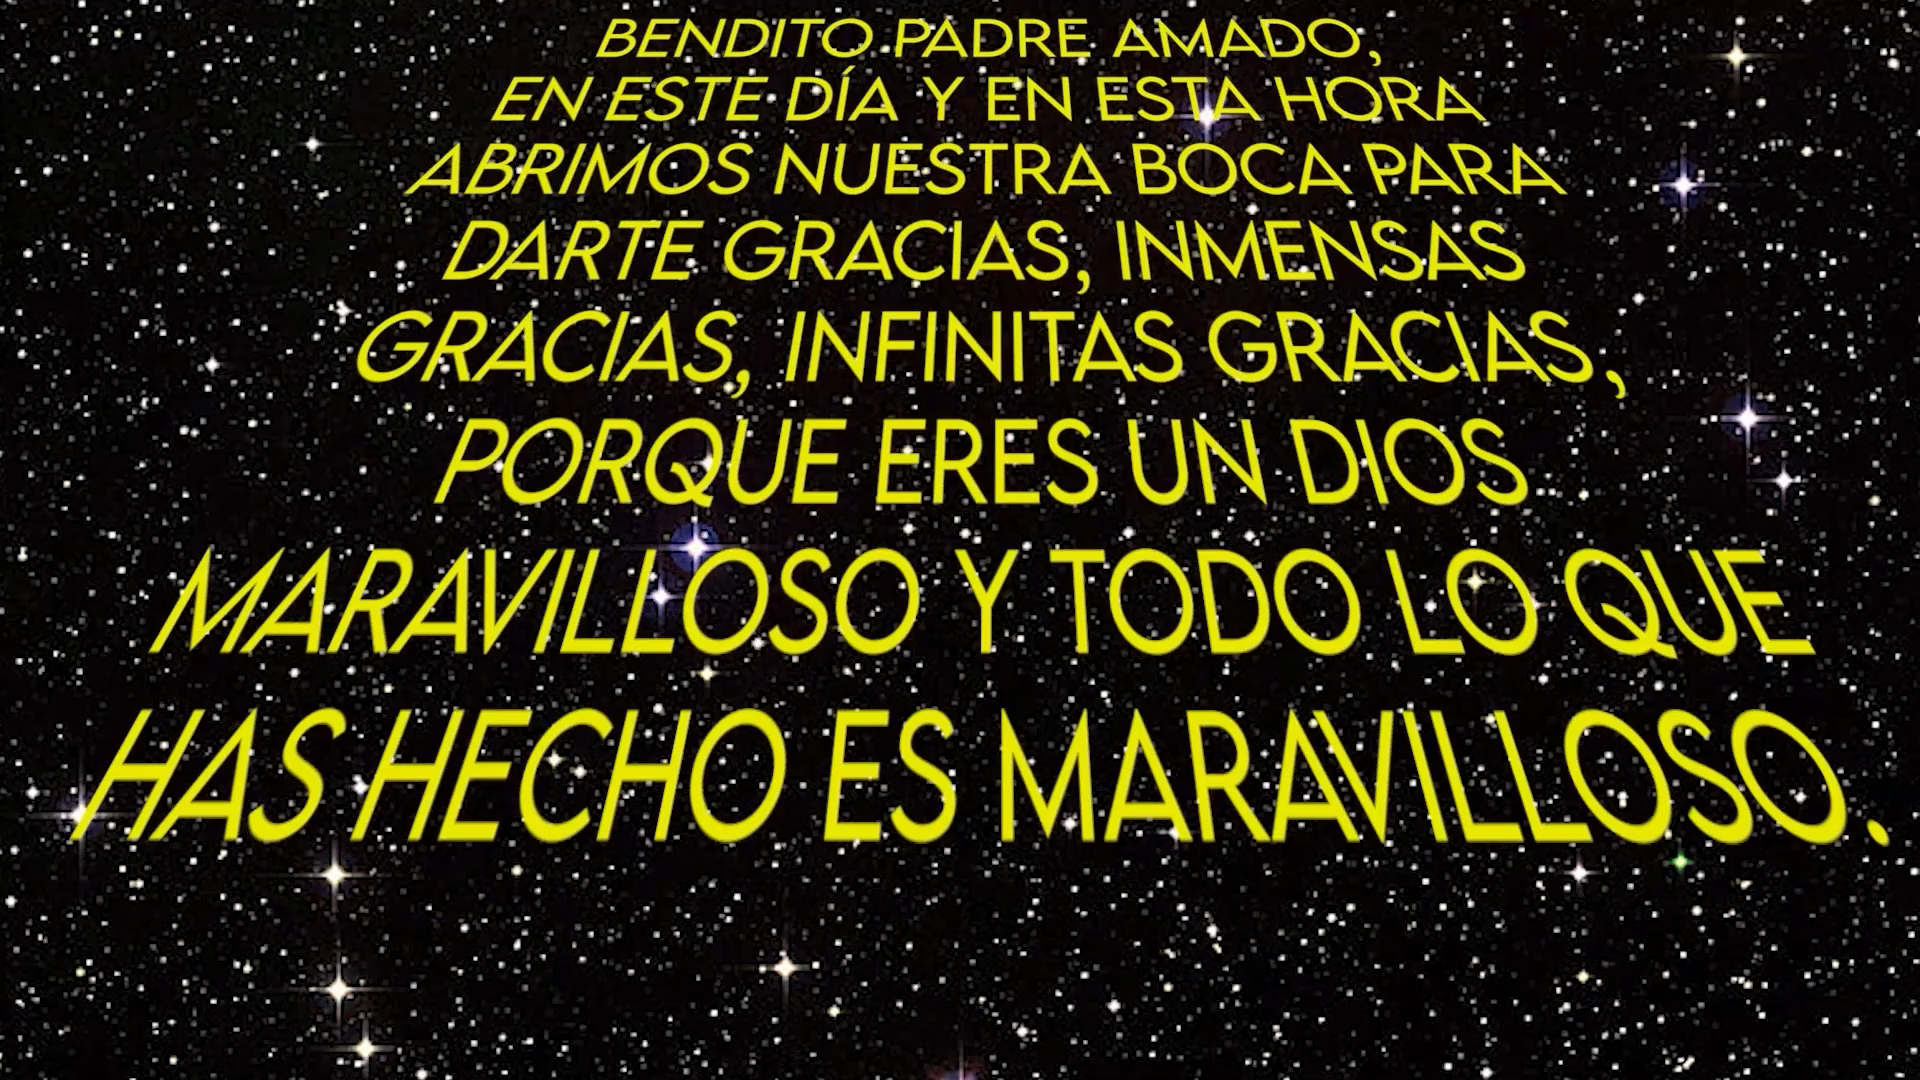 BENDITO PADRE AMADO,
EN ESTE DÍA Y EN ESTA HORA
ABRIMOS NUESTRA BOCA PARA
DARTE GRACIAS, INMENSAS
GRACIAS, INFINITAS GRACIAS,
PORQUE ERES UN DIOS
MARAVILLOSO Y TODO LO QUE
HAS HECHO ES MARAVILLOSO.